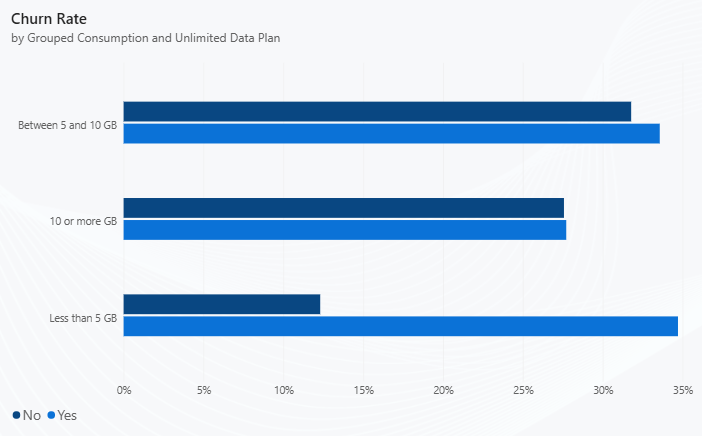 Churn Rate
by Grouped Consumption and Unlimited Data Plan
Between 5 and 10 GB
10 or more GB
Less than 5 GB
0% 5% 10% 15% 20% 25% 30% 35%
No Yes